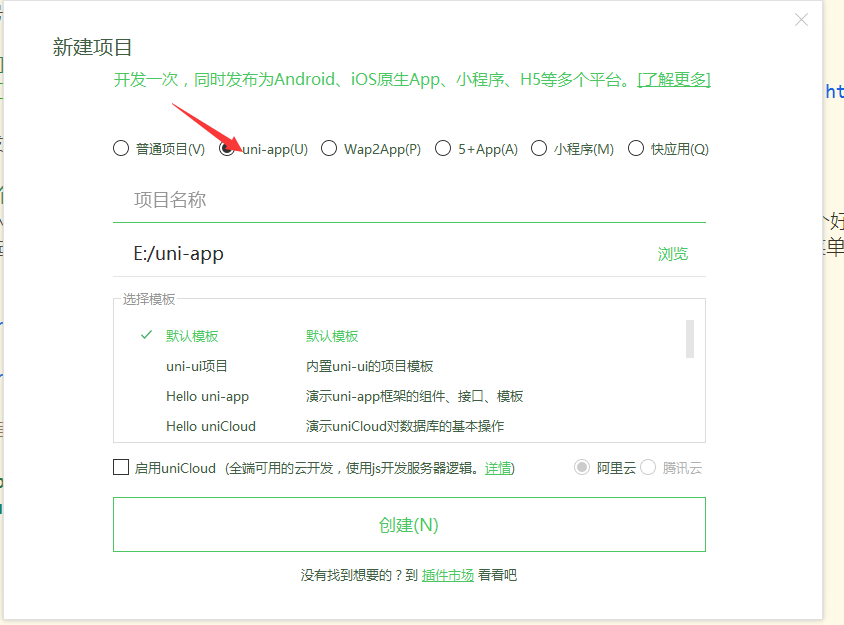 新建项目
开发一次，同时发布为Android、iOS原生App、小程序、H5等多个平台。[了解更多]
普通项目(V) uni-app(U) Wap2App(P) 5+App(A) 小程序(M) 快应用(Q)
项目名称
E:/uni-app 浏览
选择模板
默认模板 默认模板
uni-ui项目 内置uni-ui的项目模板
Hello uni-app 演示uni-app框架的组件、接口、模板
Hello uniCloud 演示uniCloud对数据库的基本操作
启用uniCloud (全端可用的云开发，使用js开发服务器逻辑。详情) 阿里云 腾讯云
创建(N)
没有找到想要的？到 插件市场 看看吧
ht
个好
单